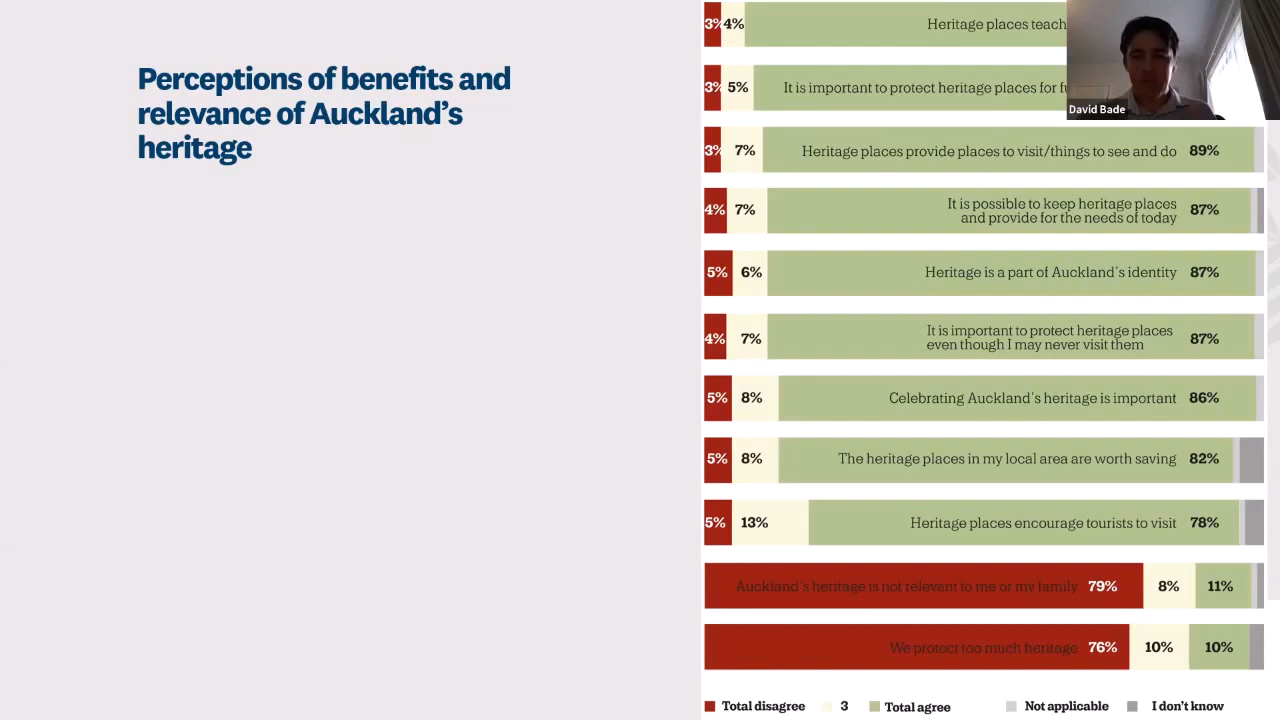 Perceptions of benefits and
relevance of Auckland's
heritage
3% 4% Heritage places teach
David Bade
3% 5% It is important to protect heritage places for
3% 7% Heritage places provide places to visit/things to see and do 89%
4% 7% It is possible to keep heritage places
and provide for the needs of today 87%
5% 6% Heritage is a part of Auckland's identity 87%
4% 7% It is important to protect heritage places
even though I may never visit them 87%
5% 8% Celebrating Auckland's heritage is important 86%
5% 8% The heritage places in my local area are worth saving 82%
5% 13% Heritage places encourage tourists to visit 78%
Auckland's heritage is not relevant to me or my family 79% 8% 11%
We protect too much heritage 76% 10% 10%
Total disagree 3 Total agree Not applicable I don't know